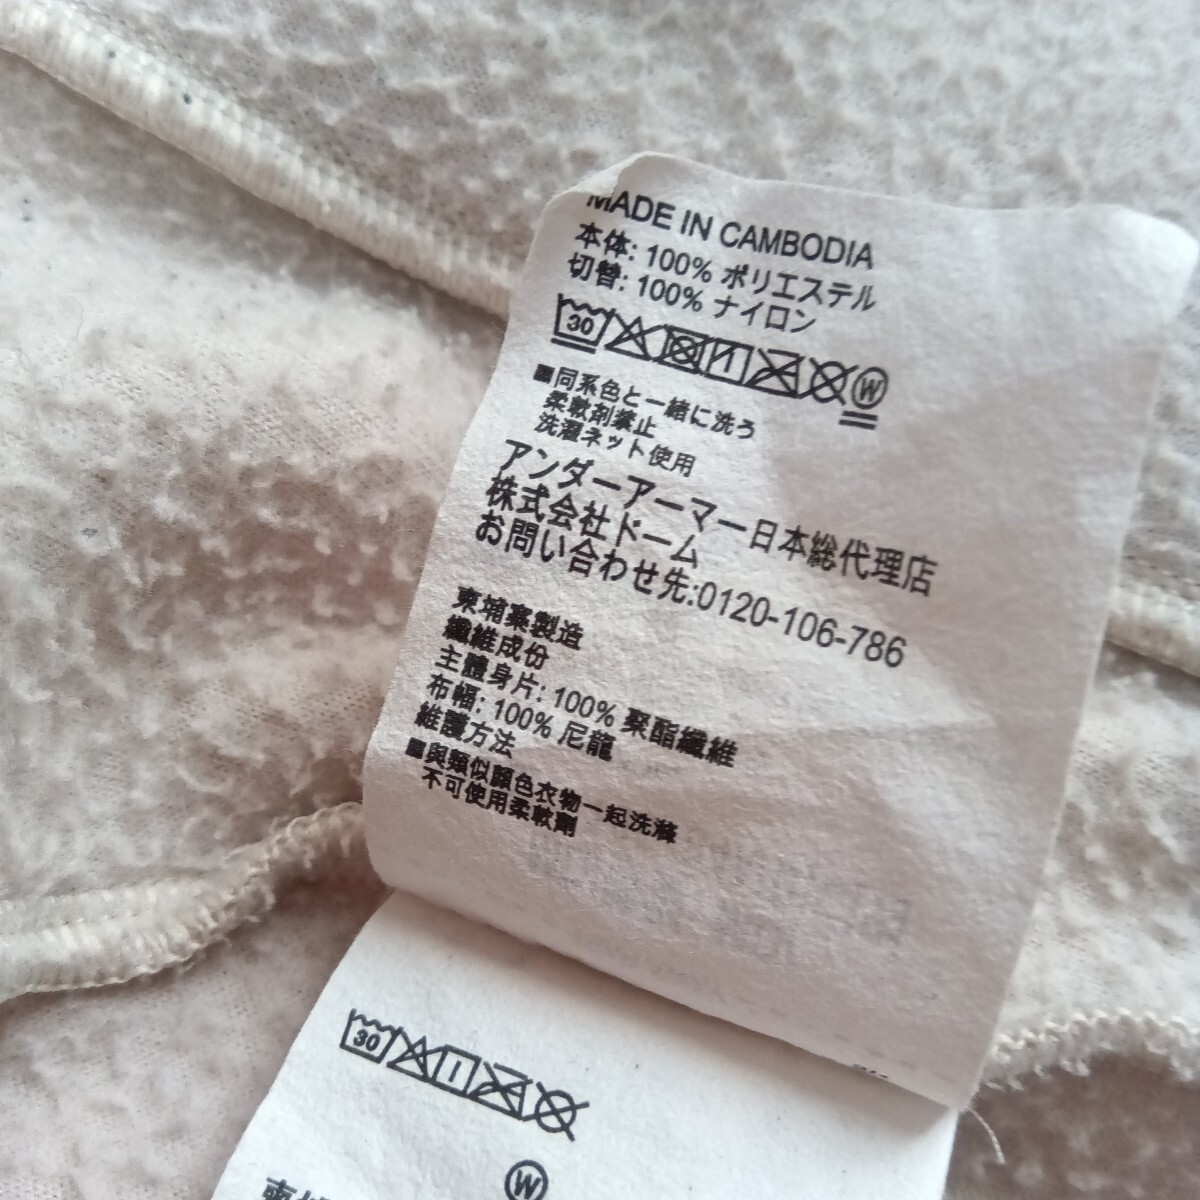 MADE IN CAMBODIA
本体: 100% ポリエステル
切替: 100% ナイロン
30 W
■同系色と一緒に洗う
柔軟剤禁止
洗濯ネット使用
アンダーアーマー日本総代理店
株式会社ドーム
お問い合わせ先:0120-106-786
柬埔寨製造
纖維成份
主體身片: 100% 聚酯纖維
布幅: 100% 尼龍
維護方法
■與類似顏色衣物一起洗滌
不可使用柔軟劑
30
W